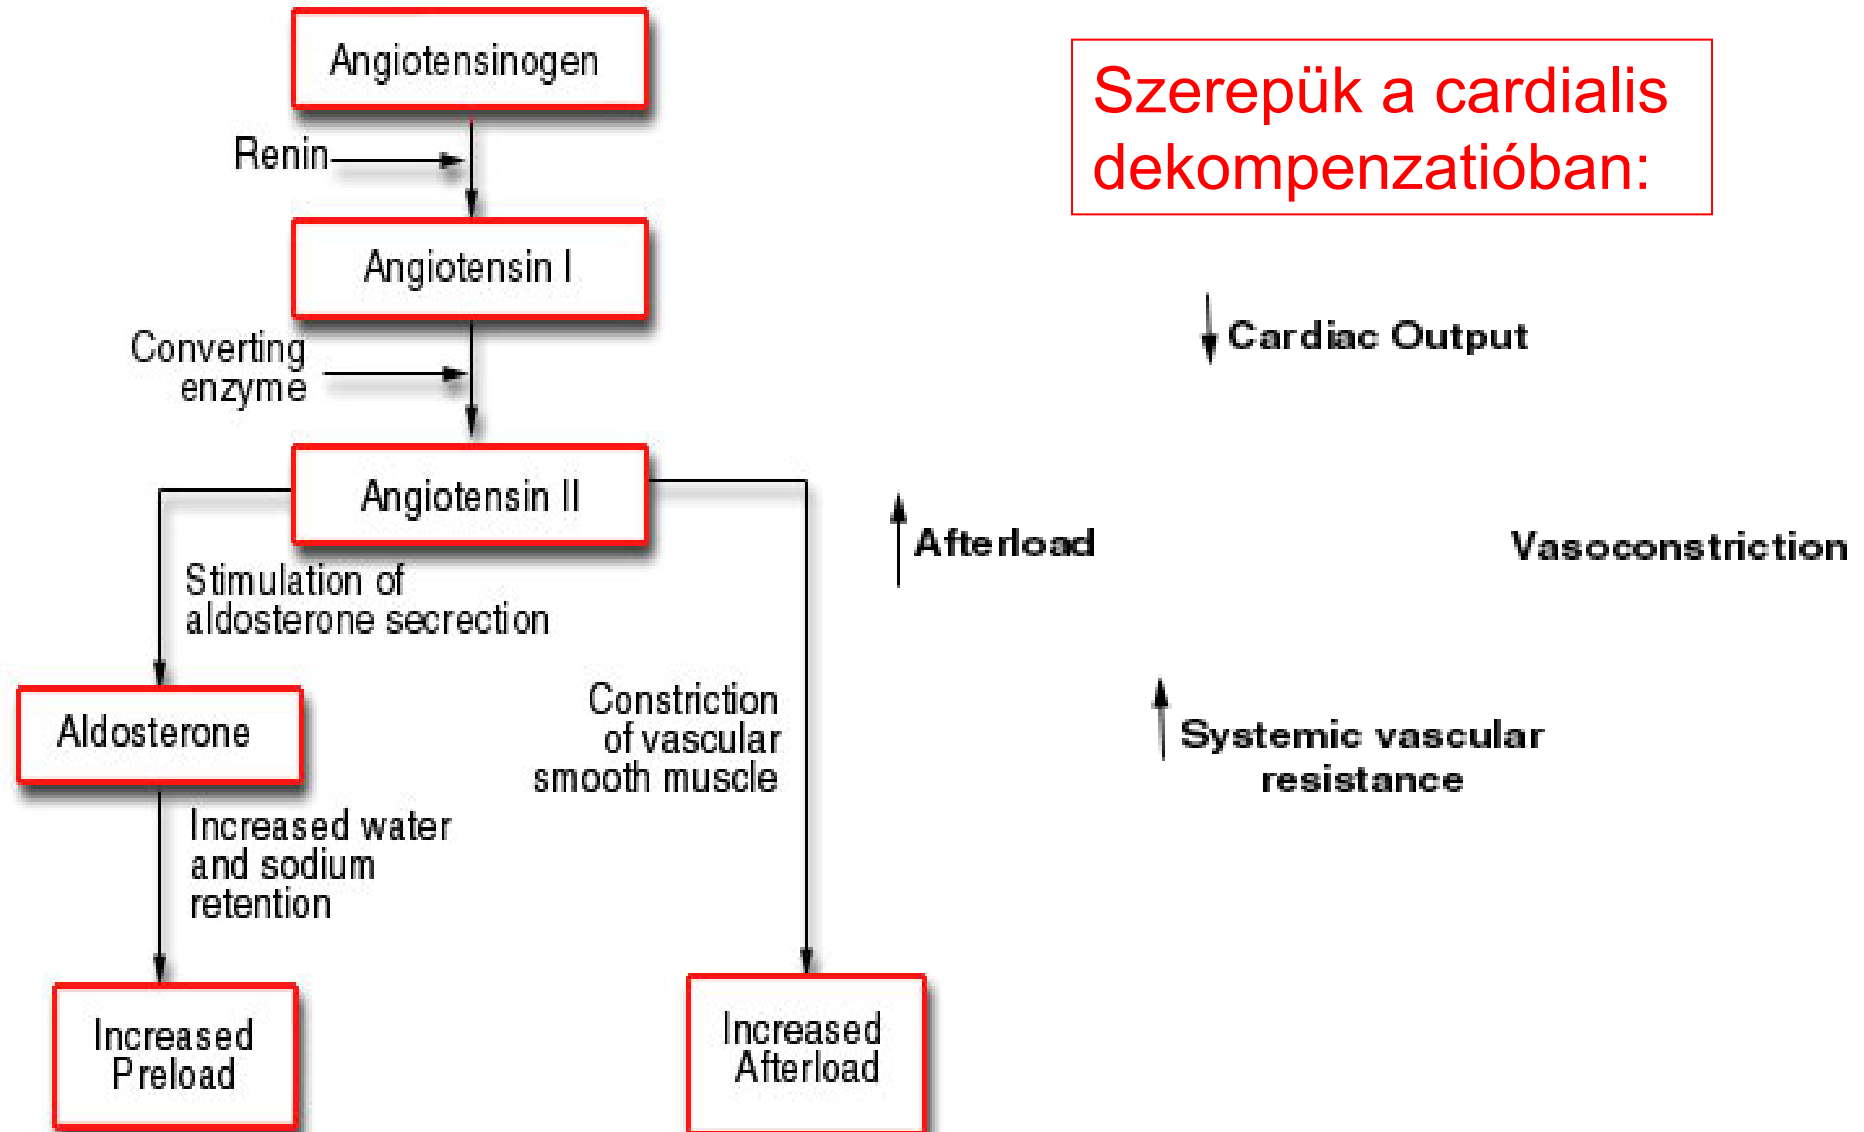 Angiotensinogen
Renin
Angiotensin I
Converting
enzyme
Angiotensin II
Stimulation of
aldosterone secrection
Aldosterone
Increased water
and sodium
retention
Increased
Preload
Constriction
of vascular
smooth muscle
Increased
Afterload
Szerepük a cardialis
dekompenzatióban:
Cardiac Output
Afterload
Vasoconstriction
Systemic vascular
resistance